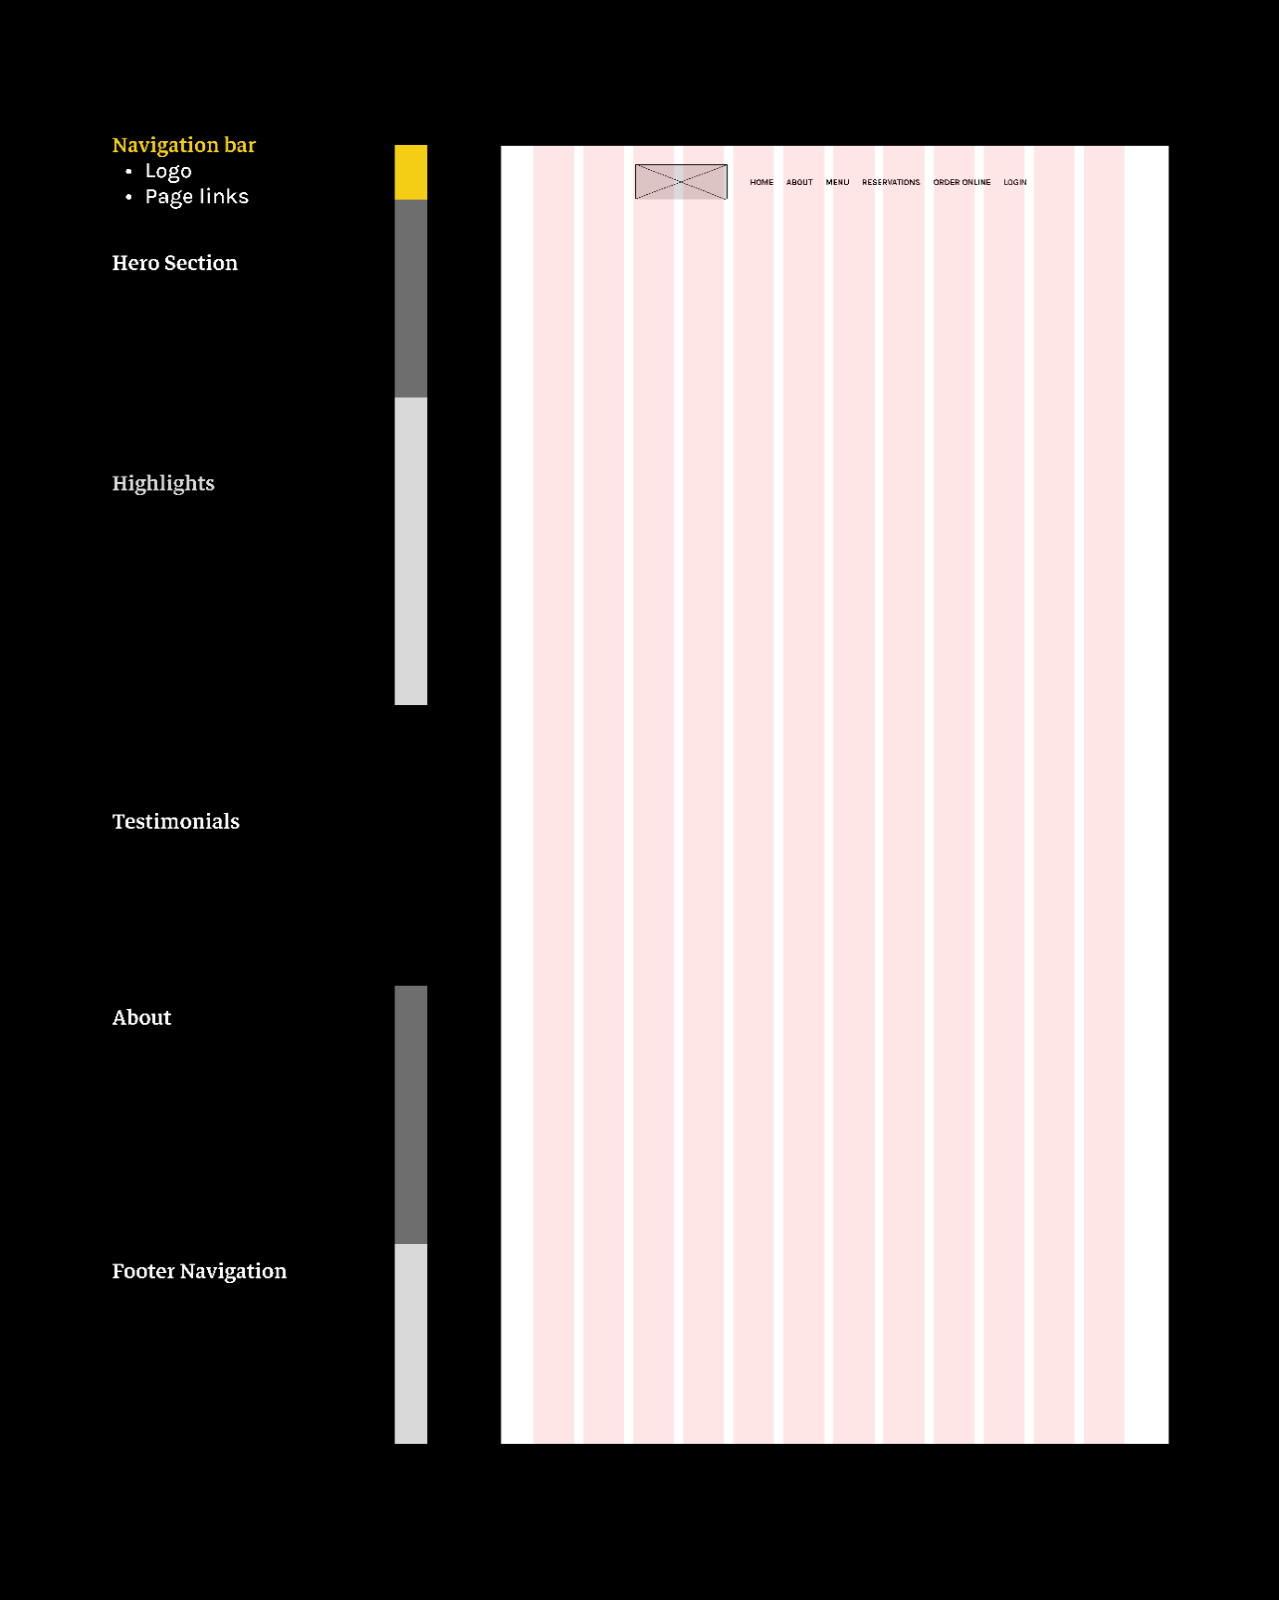 Navigation bar
• Logo
• Page links
HOME ABOUT MENU RESERVATIONS ORDER ONLINE LOGIN
Hero Section
Highlights
Testimonials
About
Footer Navigation